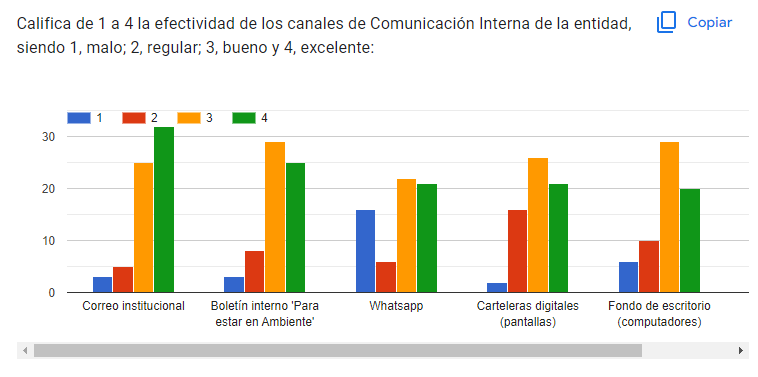 Califica de 1 a 4 la efectividad de los canales de Comunicación Interna de la entidad,
siendo 1, malo; 2, regular; 3, bueno y 4, excelente:
Copiar
1 2 3 4
30
20
10
0
Correo institucional
Boletín interno 'Para
estar en Ambiente'
Whatsapp
Carteleras digitales
(pantallas)
Fondo de escritorio
(computadores)